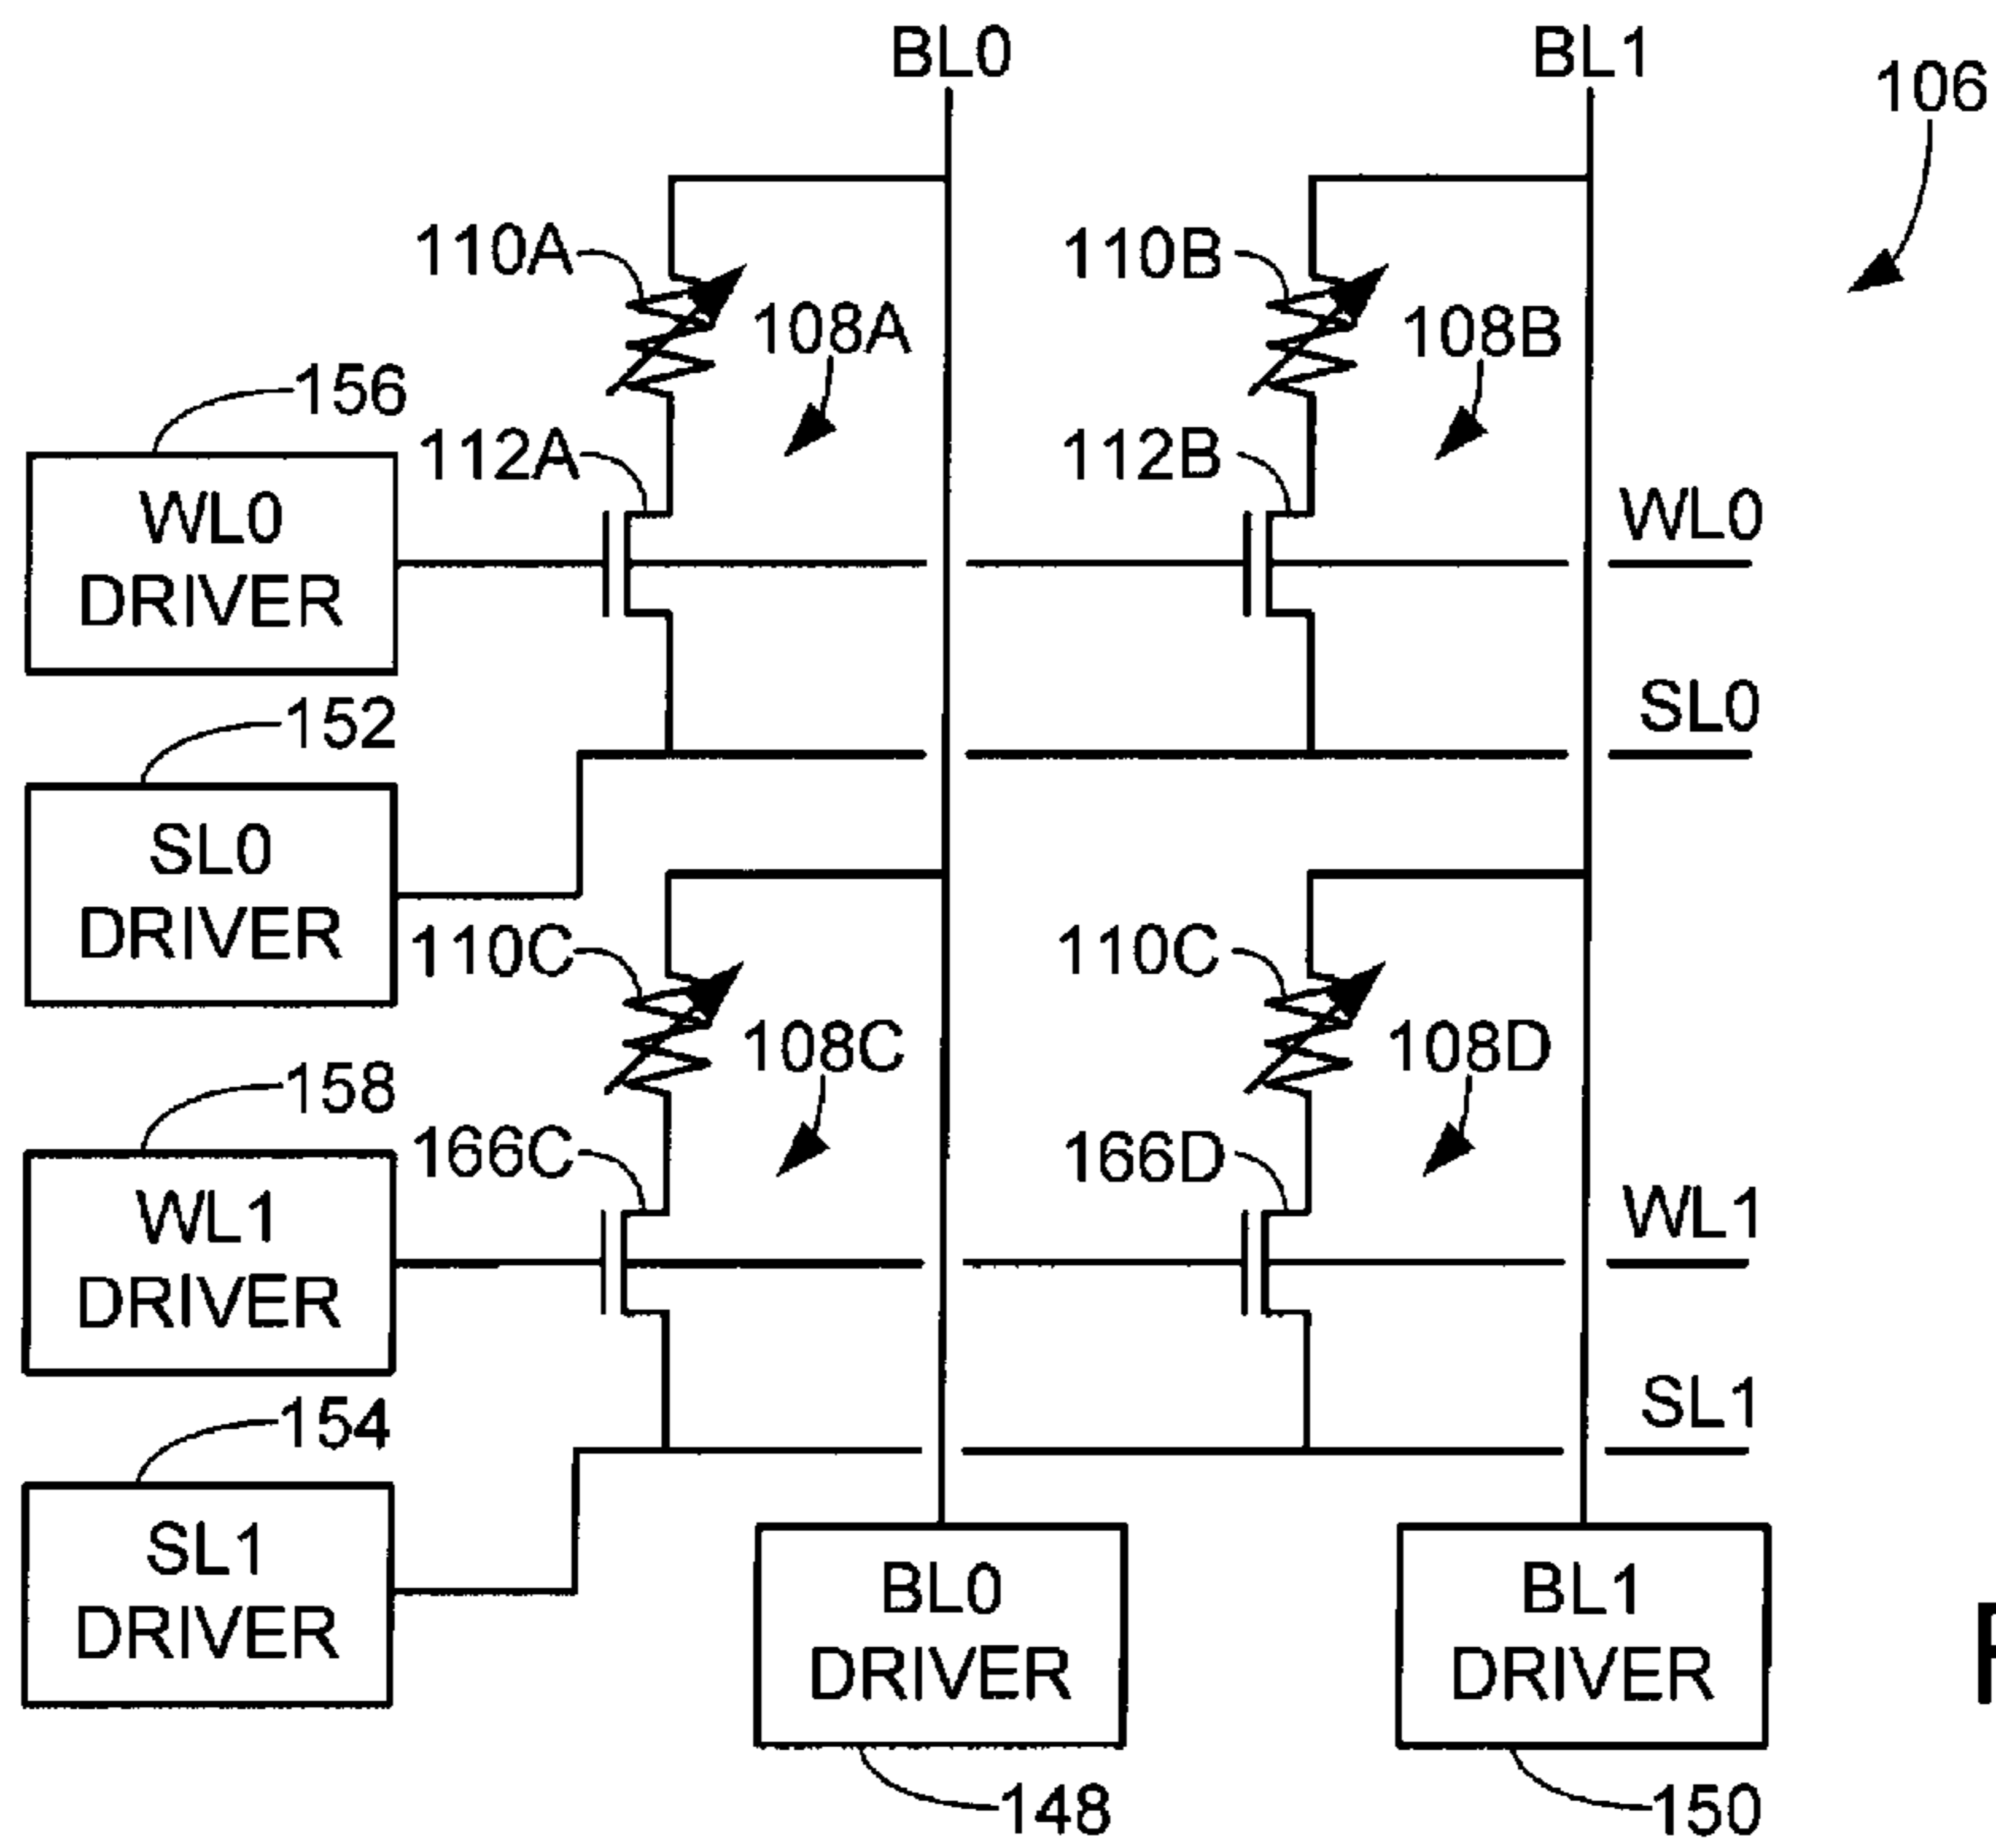 BL0
BL1
106
110A
110B
108A
108B
156
112A
112B
WL0
DRIVER
WL0
152
SL0
SL0
DRIVER
110C
110C
108C
108D
158
166C
166D
WL1
DRIVER
WL1
154
SL1
SL1
DRIVER
BL0
DRIVER
BL1
DRIVER
148
150